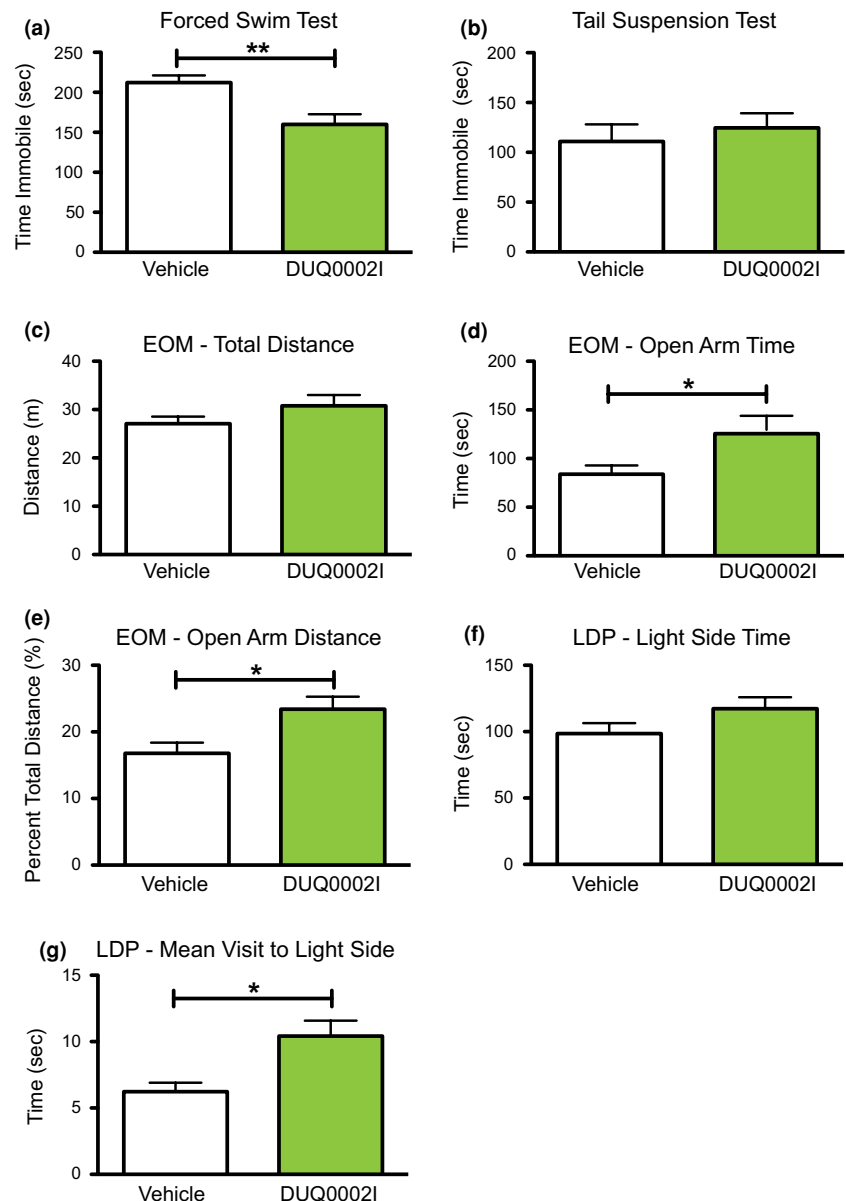 (a) Forced Swim Test
**
Time Immobile (sec)
250
200
150
100
50
0
Vehicle DUQ0002I
(b) Tail Suspension Test
Time Immobile (sec)
200
150
100
50
0
Vehicle DUQ0002I
(c) EOM - Total Distance
Distance (m)
40
30
20
10
0
Vehicle DUQ0002I
(d) EOM - Open Arm Time
*
Time (sec)
200
150
100
50
0
Vehicle DUQ0002I
(e) EOM - Open Arm Distance
*
Percent Total Distance (%)
30
20
10
0
Vehicle DUQ0002I
(f) LDP - Light Side Time
Time (sec)
150
100
50
0
Vehicle DUQ0002I
(g) LDP - Mean Visit to Light Side
*
Time (sec)
15
10
5
0
Vehicle DUQ0002I